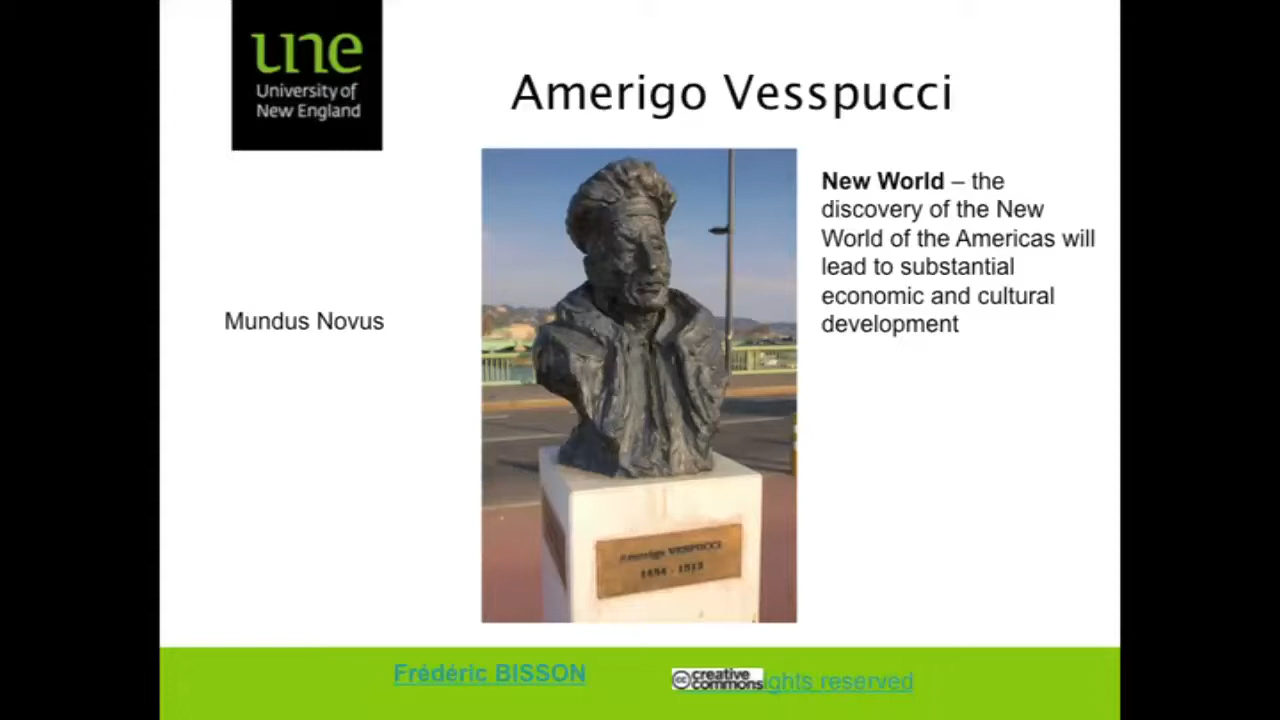 une
University of
New England
Amerigo Vesspucci
New World – the
discovery of the New
World of the Americas will
lead to substantial
economic and cultural
development
Mundus Novus
Amerigo VESPUCCI
1454 - 1512
Frédéric BISSON
cc creative
commons
ights reserved